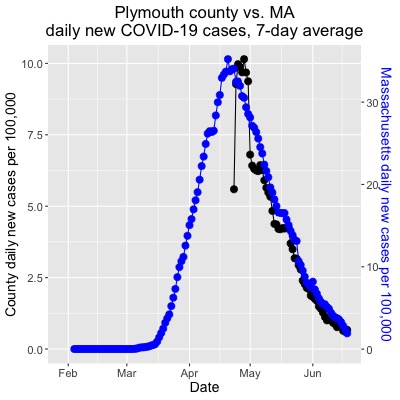 Plymouth county vs. MA
daily new COVID-19 cases, 7-day average
County daily new cases per 100,000
10.0
7.5
5.0
2.5
0.0
30
20
10
0
Massachusetts daily new cases per 100,000
Feb Mar Apr May Jun
Date